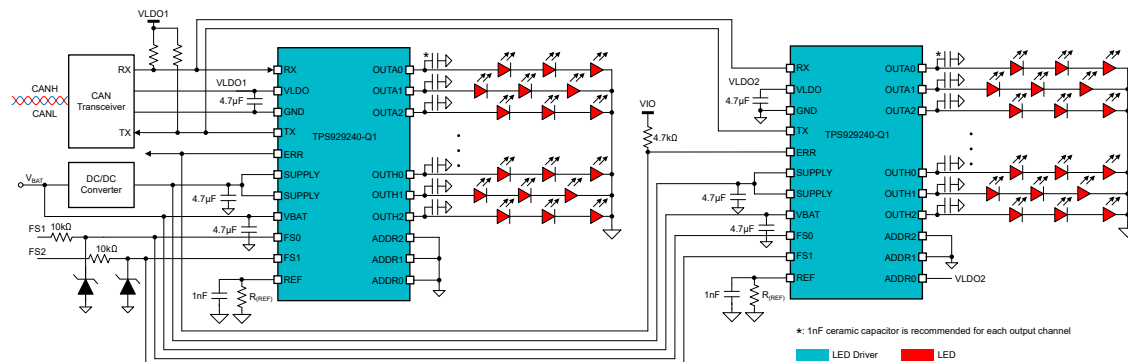 VLDO1
CANH
CANL
CAN
Transceiver
RX
TX
VLDO1
4.7µF
V_BAT
DC/DC
Converter
4.7µF
4.7µF
FS1
10kΩ
FS2
10kΩ
1nF
R(REF)
RX
VLDO
GND
TX
ERR
SUPPLY
SUPPLY
VBAT
FS0
FS1
REF
TPS929240-Q1
OUTA0
OUTA1
OUTA2
OUTH0
OUTH1
OUTH2
ADDR2
ADDR1
ADDR0
*
VIO
4.7kΩ
VLDO2
4.7µF
4.7µF
4.7µF
1nF
R(REF)
RX
VLDO
GND
TX
ERR
SUPPLY
SUPPLY
VBAT
FS0
FS1
REF
TPS929240-Q1
OUTA0
OUTA1
OUTA2
OUTH0
OUTH1
OUTH2
ADDR2
ADDR1
ADDR0
VLDO2
*
*: 1nF ceramic capacitor is recommended for each output channel
LED Driver
LED